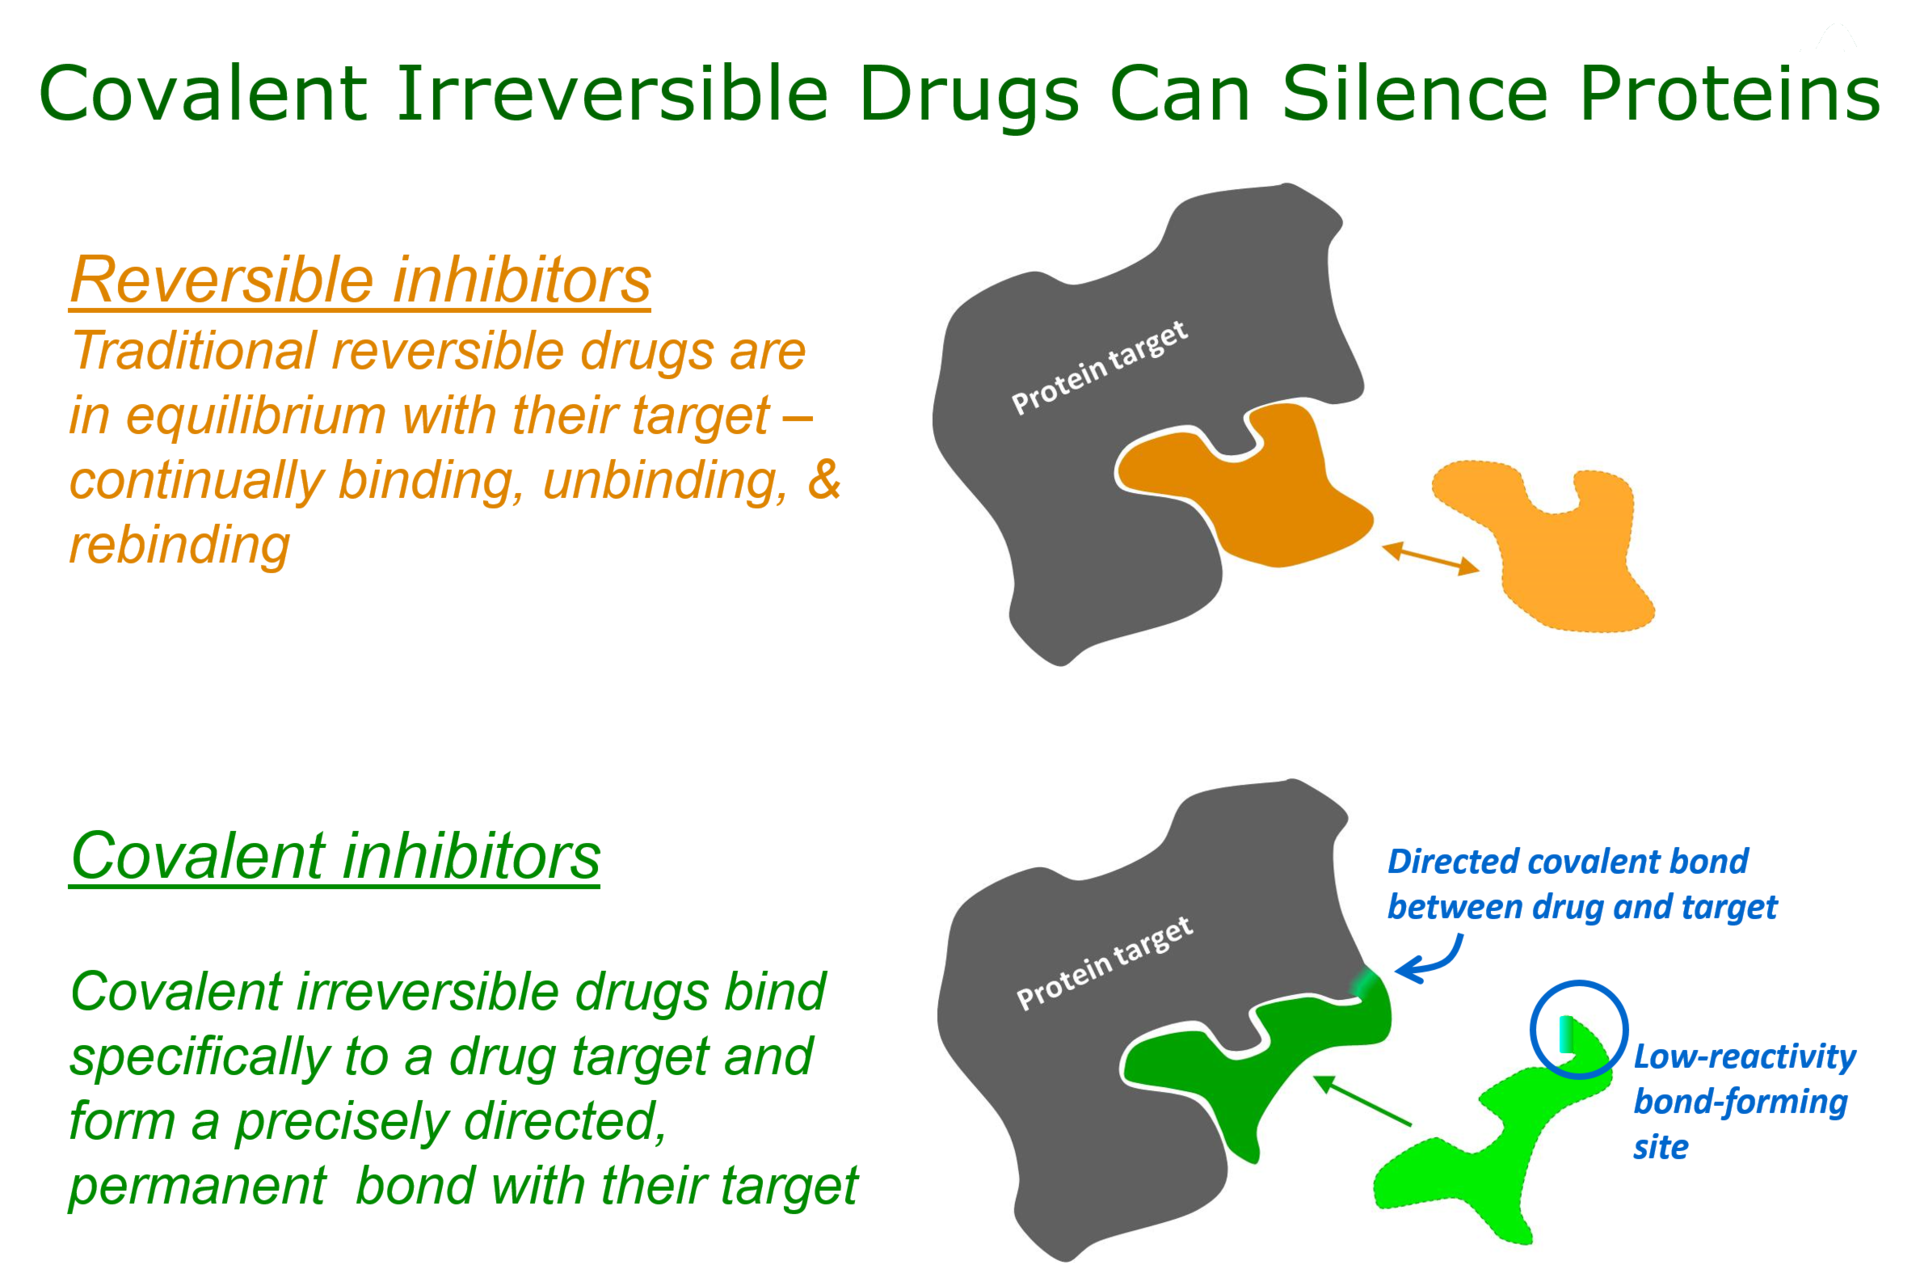 Covalent Irreversible Drugs Can Silence Proteins
Reversible inhibitors
Traditional reversible drugs are
in equilibrium with their target –
continually binding, unbinding, &
rebinding
Protein target
Covalent inhibitors
Covalent irreversible drugs bind
specifically to a drug target and
form a precisely directed,
permanent  bond with their target
Protein target
Directed covalent bond
between drug and target
Low-reactivity
bond-forming
site